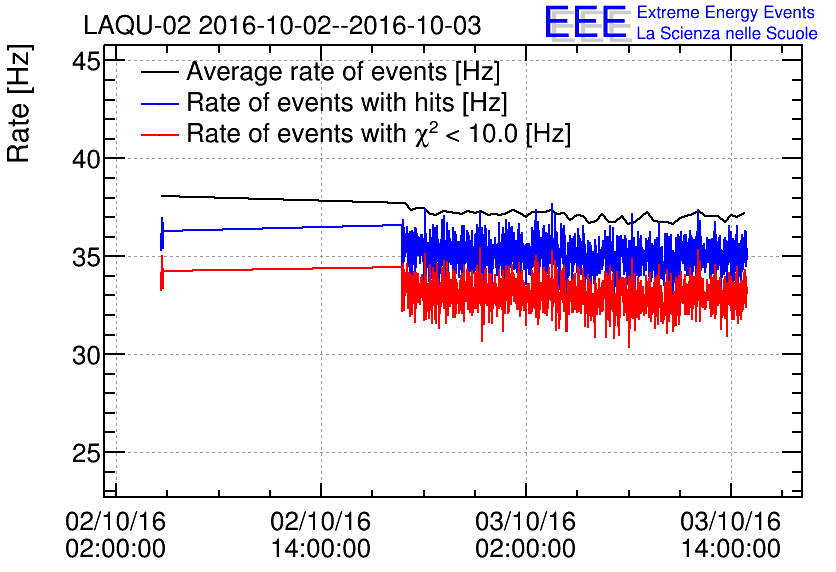 LAQU-02 2016-10-02--2016-10-03
EEE
Extreme Energy Events
La Scienza nelle Scuole
Rate [Hz]
Average rate of events [Hz]
Rate of events with hits [Hz]
Rate of events with χ² < 10.0 [Hz]
45
40
35
30
25
02/10/16 02/10/16 03/10/16 03/10/16
02:00:00 14:00:00 02:00:00 14:00:00